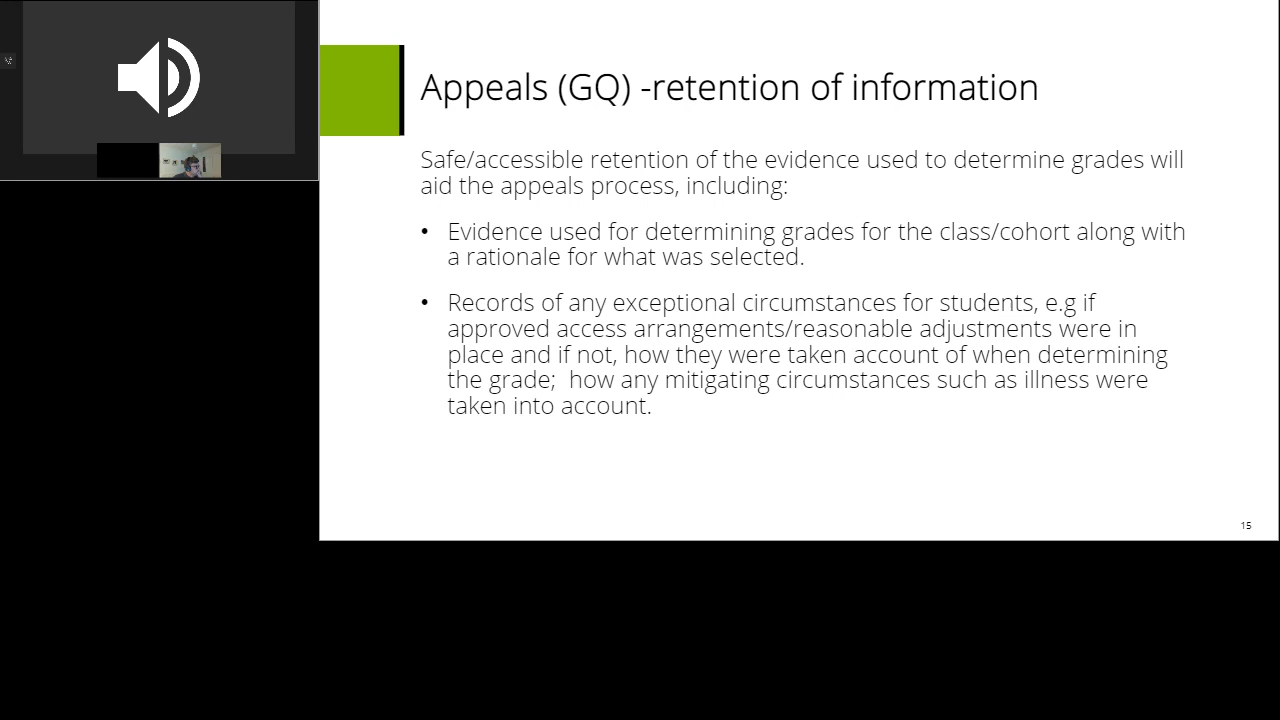 Appeals (GQ) -retention of information
Safe/accessible retention of the evidence used to determine grades will
aid the appeals process, including:
• Evidence used for determining grades for the class/cohort along with
a rationale for what was selected.
• Records of any exceptional circumstances for students, e.g if
approved access arrangements/reasonable adjustments were in
place and if not, how they were taken account of when determining
the grade;  how any mitigating circumstances such as illness were
taken into account.
15